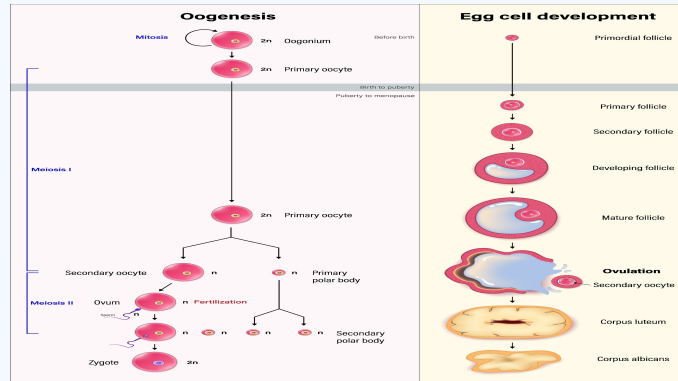 Oogenesis
Egg cell development
Mitosis
2n Oogonium
Before birth
Primordial follicle
2n Primary oocyte
Birth to puberty
Puberty to menopause
Primary follicle
Secondary follicle
Meiosis I
Developing follicle
2n Primary oocyte
Mature follicle
Secondary oocyte n
n Primary
polar body
Ovulation
Secondary oocyte
Meiosis II
Ovum n Fertilization
n
Corpus luteum
n n n n Secondary
polar body
Zygote 2n
Corpus albicans